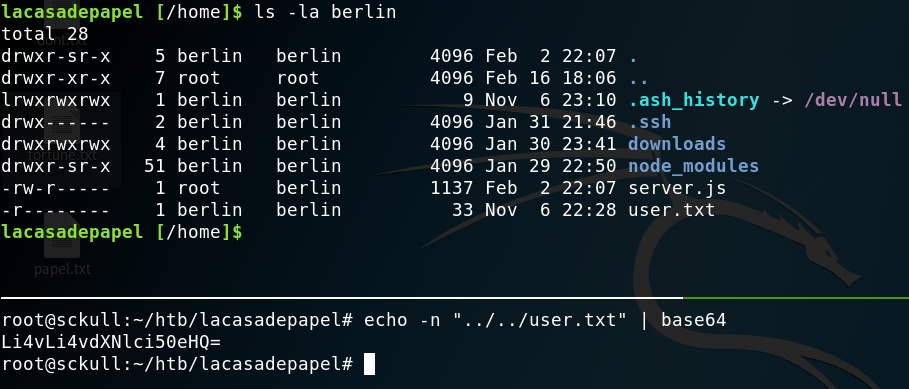 lacasadepapel [/home]$ ls -la berlin
total 28
drwxr-sr-x    5 berlin   berlin        4096 Feb  2 22:07 .
drwxr-xr-x    7 root     root          4096 Feb 16 18:06 ..
lrwxrwxrwx    1 berlin   berlin           9 Nov  6 23:10 .ash_history -> /dev/null
drwx------    2 berlin   berlin        4096 Jan 31 21:46 .ssh
drwxrwxrwx    4 berlin   berlin        4096 Jan 30 23:41 downloads
drwxr-sr-x   51 berlin   berlin        4096 Jan 29 22:50 node_modules
-rw-r-----    1 root     berlin        1137 Feb  2 22:07 server.js
-r--------    1 berlin   berlin          33 Nov  6 22:28 user.txt
lacasadepapel [/home]$
dont.txt
fortune.txt
papel.txt
root@sckull:~/htb/lacasadepapel# echo -n "../../user.txt" | base64
Li4vLi4vdXNlci50eHQ=
root@sckull:~/htb/lacasadepapel#